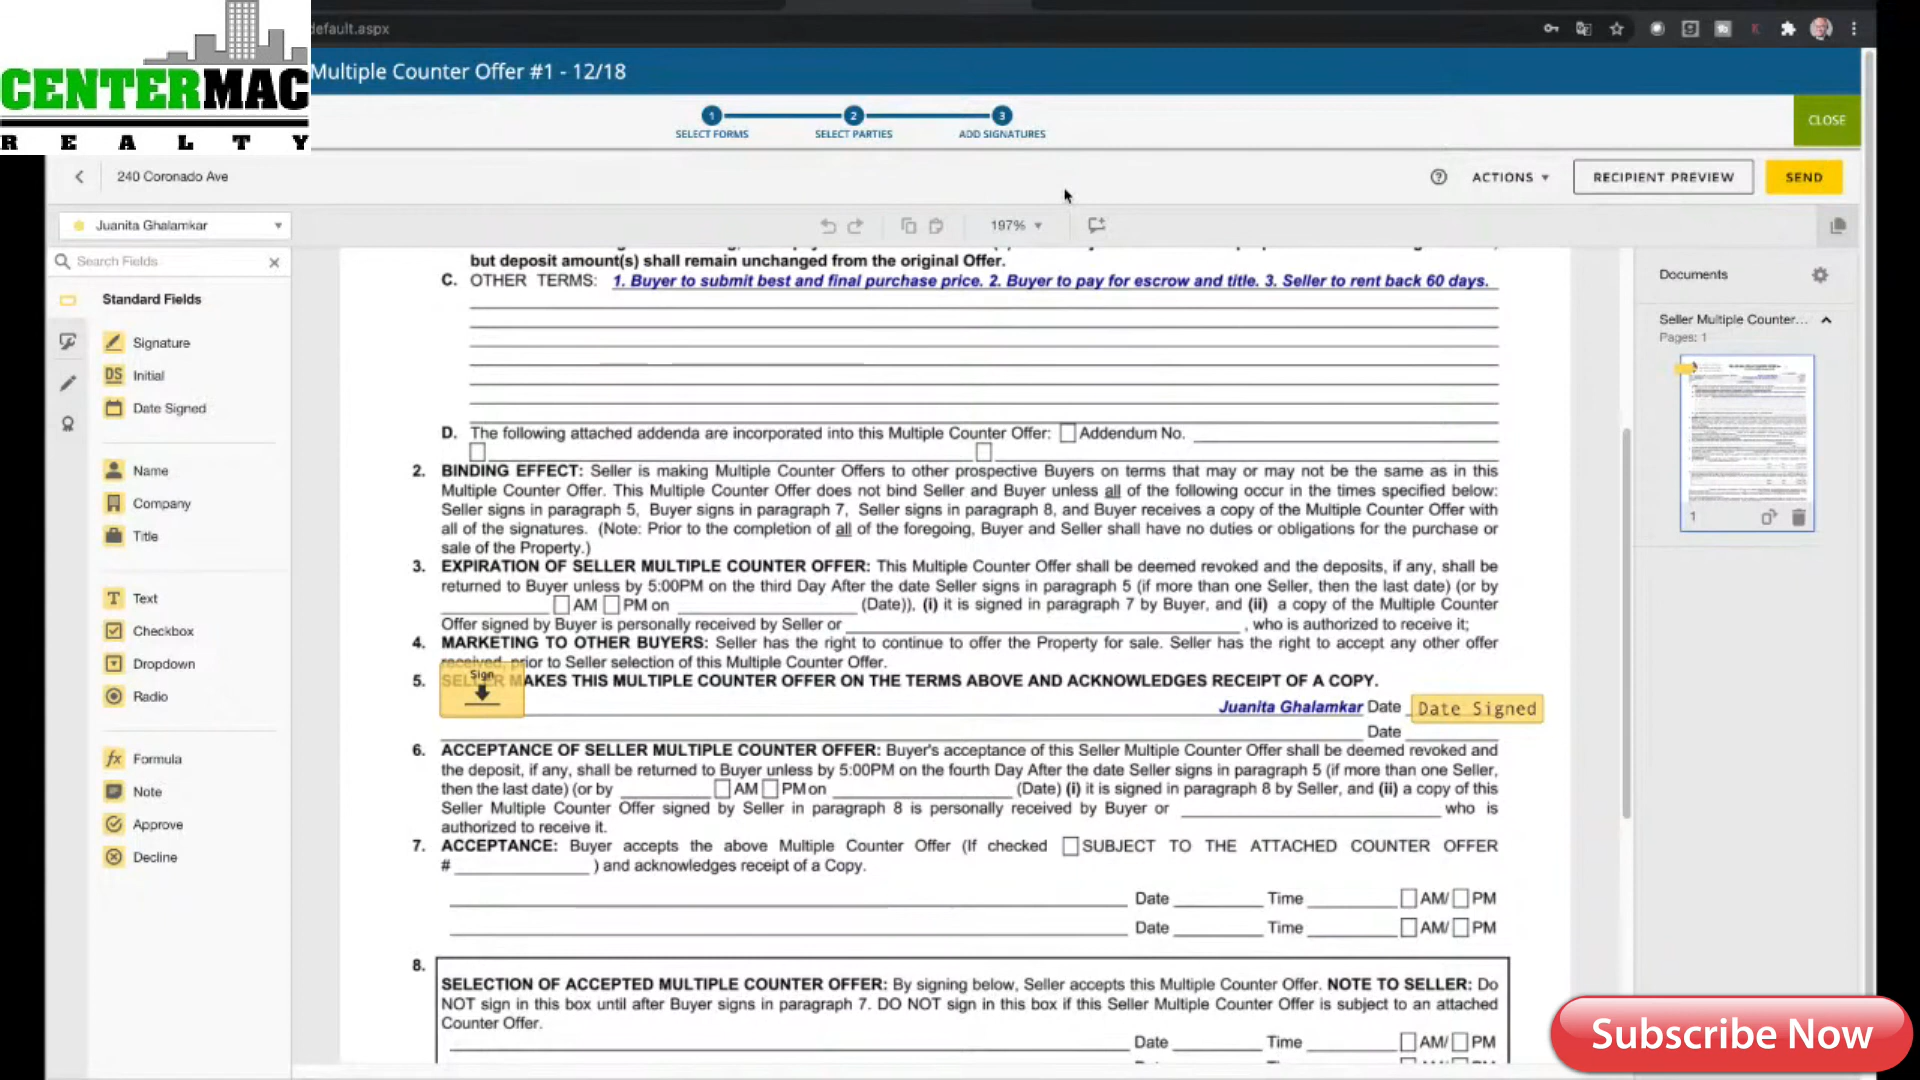 default.aspx
CENTERMAC
REALTY
Multiple Counter Offer #1 - 12/18
1 2 3
SELECT FORMS SELECT PARTIES ADD SIGNATURES
CLOSE
240 Coronado Ave
ACTIONS
RECIPIENT PREVIEW
SEND
Juanita Ghalamkar
197%
Search Fields
Standard Fields
Signature
DS Initial
Date Signed
Name
Company
Title
T Text
Checkbox
Dropdown
Radio
fx Formula
Note
Approve
Decline
but deposit amount(s) shall remain unchanged from the original Offer.
C. OTHER TERMS: 1. Buyer to submit best and final purchase price. 2. Buyer to pay for escrow and title. 3. Seller to rent back 60 days.
D. The following attached addenda are incorporated into this Multiple Counter Offer: Addendum No.
2. BINDING EFFECT: Seller is making Multiple Counter Offers to other prospective Buyers on terms that may or may not be the same as in this
Multiple Counter Offer. This Multiple Counter Offer does not bind Seller and Buyer unless all of the following occur in the times specified below:
Seller signs in paragraph 5, Buyer signs in paragraph 7, Seller signs in paragraph 8, and Buyer receives a copy of the Multiple Counter Offer with
all of the signatures. (Note: Prior to the completion of all of the foregoing, Buyer and Seller shall have no duties or obligations for the purchase or
sale of the Property.)
3. EXPIRATION OF SELLER MULTIPLE COUNTER OFFER: This Multiple Counter Offer shall be deemed revoked and the deposits, if any, shall be
returned to Buyer unless by 5:00PM on the third Day After the date Seller signs in paragraph 5 (if more than one Seller, then the last date) (or by
AM PM on (Date)), (i) it is signed in paragraph 7 by Buyer, and (ii) a copy of the Multiple Counter
Offer signed by Buyer is personally received by Seller or , who is authorized to receive it;
4. MARKETING TO OTHER BUYERS: Seller has the right to continue to offer the Property for sale. Seller has the right to accept any other offer
received, prior to Seller selection of this Multiple Counter Offer.
5. SELLER MAKES THIS MULTIPLE COUNTER OFFER ON THE TERMS ABOVE AND ACKNOWLEDGES RECEIPT OF A COPY.
Sign
Juanita Ghalamkar Date Date Signed
Date
6. ACCEPTANCE OF SELLER MULTIPLE COUNTER OFFER: Buyer's acceptance of this Seller Multiple Counter Offer shall be deemed revoked and
the deposit, if any, shall be returned to Buyer unless by 5:00PM on the fourth Day After the date Seller signs in paragraph 5 (if more than one Seller,
then the last date) (or by AM PM on (Date) (i) it is signed in paragraph 8 by Seller, and (ii) a copy of this
Seller Multiple Counter Offer signed by Seller in paragraph 8 is personally received by Buyer or who is
authorized to receive it.
7. ACCEPTANCE: Buyer accepts the above Multiple Counter Offer (If checked SUBJECT TO THE ATTACHED COUNTER OFFER
# ) and acknowledges receipt of a Copy.
Date Time AM/ PM
Date Time AM/ PM
8.
SELECTION OF ACCEPTED MULTIPLE COUNTER OFFER: By signing below, Seller accepts this Multiple Counter Offer. NOTE TO SELLER: Do
NOT sign in this box until after Buyer signs in paragraph 7. DO NOT sign in this box if this Seller Multiple Counter Offer is subject to an attached
Counter Offer.
Date Time AM/ PM
Documents
Seller Multiple Counter...
Pages: 1
1
Subscribe Now